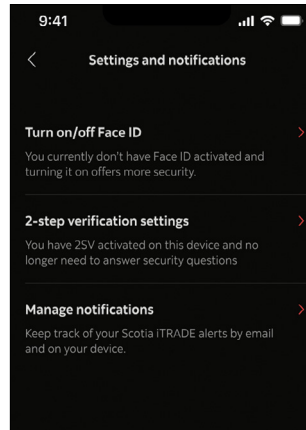 9:41
Settings and notifications
Turn on/off Face ID
You currently don't have Face ID activated and
turning it on offers more security.
2-step verification settings
You have 2SV activated on this device and no
longer need to answer security questions
Manage notifications
Keep track of your Scotia iTRADE alerts by email
and on your device.